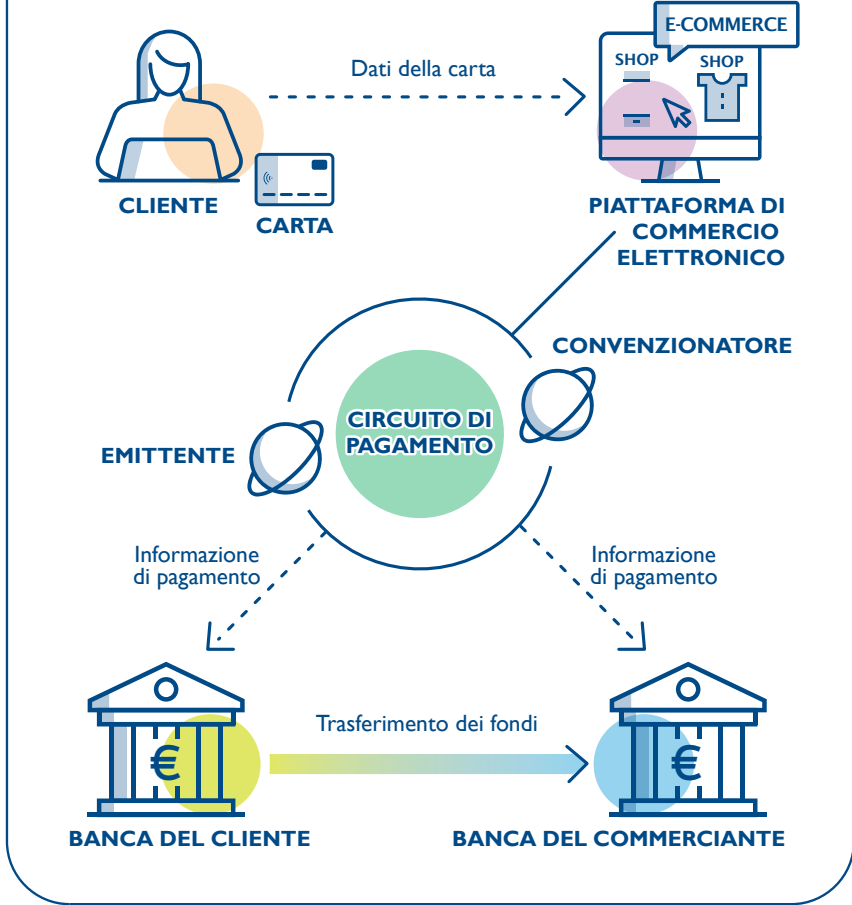 E-COMMERCE
SHOP
SHOP
Dati della carta
CLIENTE
CARTA
PIATTAFORMA DI
COMMERCIO
ELETTRONICO
CONVENZIONATORE
CIRCUITO DI
PAGAMENTO
EMITTENTE
Informazione
di pagamento
Informazione
di pagamento
€
Trasferimento dei fondi
€
BANCA DEL CLIENTE
BANCA DEL COMMERCIANTE